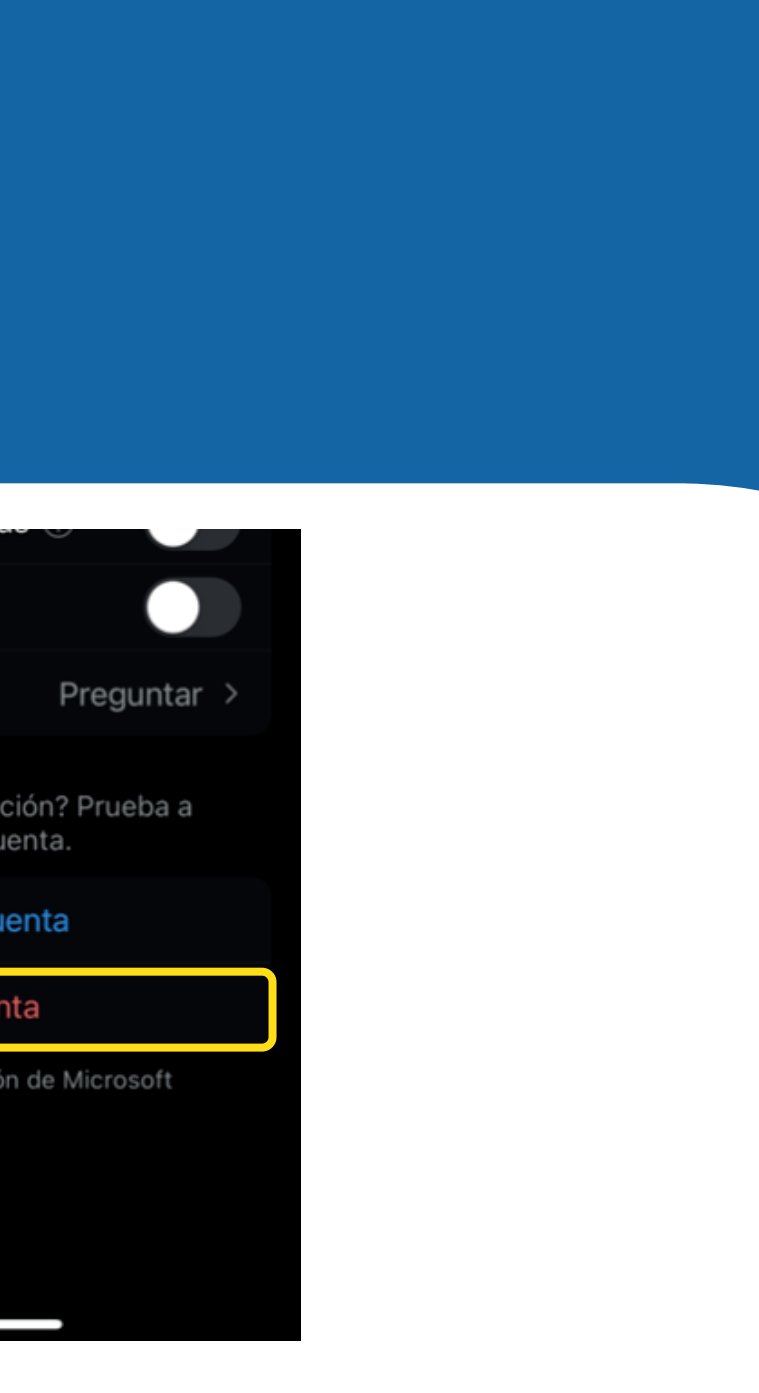 Preguntar
ción? Prueba a
uenta.
uenta
nta
ón de Microsoft